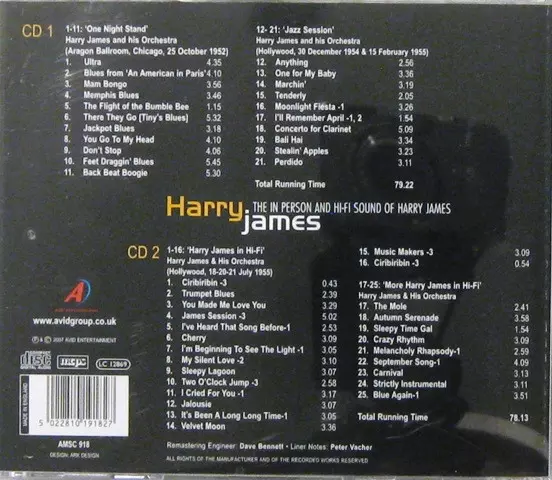 CD 1
1-11: 'One Night Stand'
Harry James and his Orchestra
(Aragon Ballroom, Chicago, 25 October 1952)
1. Ultra 4.35
2. Blues from 'An American in Paris' 4.10
3. Mam Bongo 3.56
4. Memphis Blues 3.46
5. The Flight of the Bumble Bee 1.15
6. There They Go [Tiny's Blues] 5.32
7. Jackpot Blues 3.18
8. You Go To My Head 4.10
9. Don't Stop 4.06
10. Feet Draggin' Blues 5.45
11. Back Beat Boogie 5.30
12- 21: 'Jazz Session'
Harry James and his Orchestra
(Hollywood, 30 December 1954 & 15 February 1955)
12. Anything 2.56
13. One for My Baby 3.36
14. Marchin' 3.19
15. Tenderly 2.05
16. Moonlight Fiesta -1 3.26
17. I'll Remember April -1, 2 1.54
18. Concerto for Clarinet 5.09
19. Bali Hai 3.34
20. Stealin' Apples 3.23
21. Perdido 3.11
Total Running Time 79.22
Harry james
THE IN PERSON AND HI-FI SOUND OF HARRY JAMES
CD 2
1-16: 'Harry James in Hi-Fi'
Harry James & His Orchestra
(Hollywood, 18-20-21 July 1955)
1. Ciribiribin -3 0.43
2. Trumpet Blues 2.39
3. You Made Me Love You 3.29
4. James Session -3 5.02
5. I've Heard That Song Before-1 2.53
6. Cherry 3.09
7. I'm Beginning To See The Light -1 3.05
8. My Silent Love -2 3.10
9. Sleepy Lagoon 3.07
10. Two O'Clock Jump -3 2.58
11. I Cried For You -1 3.17
12. Jalousie 3.07
13. It's Been A Long Long Time-1 3.05
14. Velvet Moon 3.36
15. Music Makers -3 3.09
16. Ciribiribin -3 0.54
17-25: 'More Harry James in Hi-Fi'
Harry James & His Orchestra
17. The Mole 2.41
18. Autumn Serenade 3.58
19. Sleepy Time Gal 1.54
20. Crazy Rhythm 3.09
21. Melancholy Rhapsody-1 2.59
22. September Song-1 4.09
23. Carnival 3.13
24. Strictly Instrumental 3.11
25. Blue Again-1 3.51
Total Running Time 78.13
www.avidgroup.co.uk
℗ & © 2007 AVID ENTERTAINMENT
COMPACT disc DIGITAL AUDIO
mcps
LC 12869
MADE IN ENGLAND
5 022810 191827
AMSC 918
DESIGN: ARK DESIGN
Remastering Engineer: Dave Bennett • Liner Notes: Peter Vacher
ALL RIGHTS OF THE MANUFACTURER AND OF THE RECORDED WORKS RESERVED